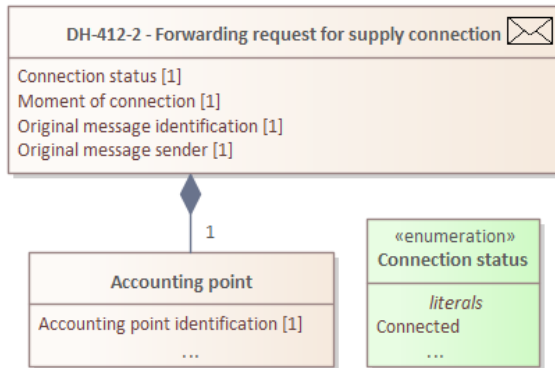 DH-412-2 - Forwarding request for supply connection
Connection status [1]
Moment of connection [1]
Original message identification [1]
Original message sender [1]
1
Accounting point
Accounting point identification [1]
...
«enumeration»
Connection status
literals
Connected
...